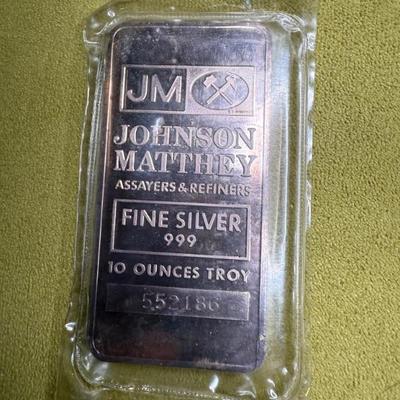 JM
JOHNSON
MATTHEY
ASSAYERS & REFINERS
FINE SILVER
999
10 OUNCES TROY
552186